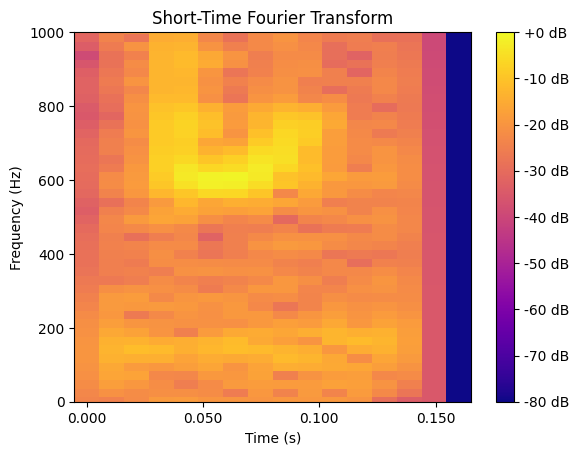 Short-Time Fourier Transform
1000
800
600
400
200
0
Frequency (Hz)
0.000
0.050
0.100
0.150
Time (s)
+0 dB
-10 dB
-20 dB
-30 dB
-40 dB
-50 dB
-60 dB
-70 dB
-80 dB